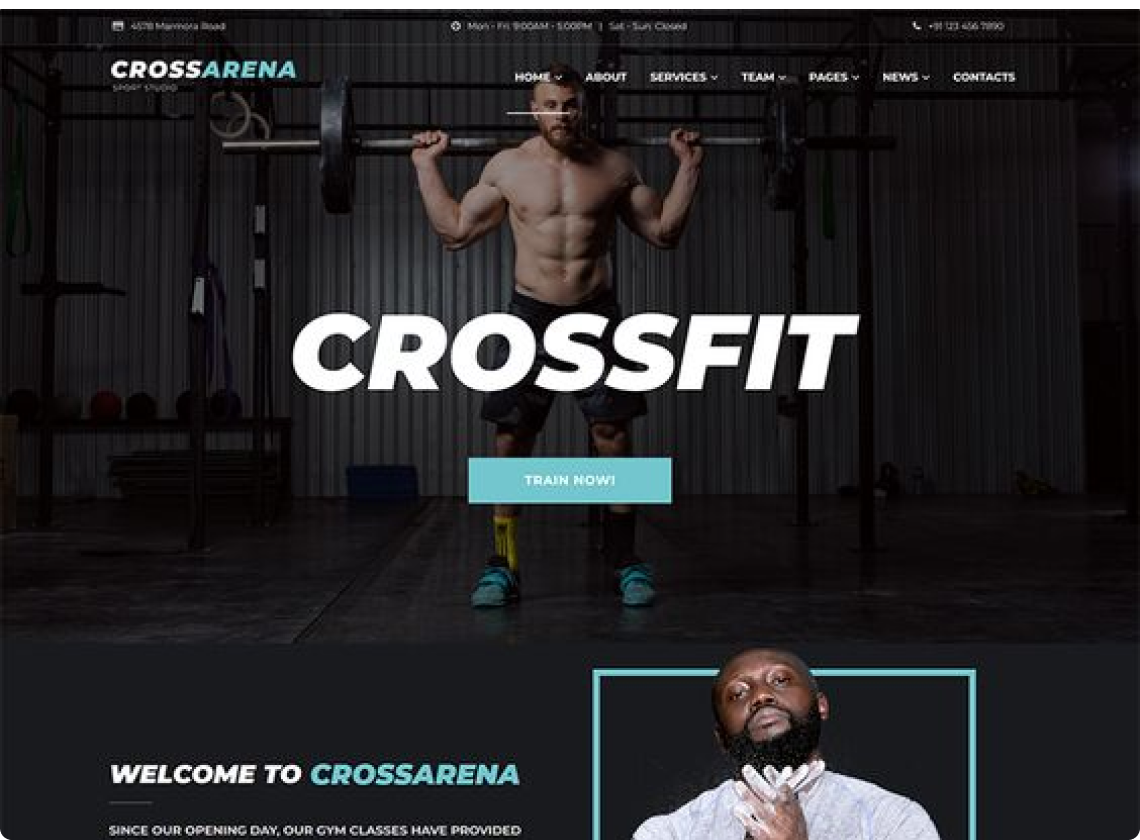 4578 Marmora Road
Mon - Fri: 9:00AM - 5:00PM | Sat - Sun: Closed
+91 123 456 7890
CROSSARENA
SPORT STUDIO
HOME
ABOUT
SERVICES
TEAM
PAGES
NEWS
CONTACTS
CROSSFIT
TRAIN NOW!
WELCOME TO CROSSARENA
SINCE OUR OPENING DAY, OUR GYM CLASSES HAVE PROVIDED